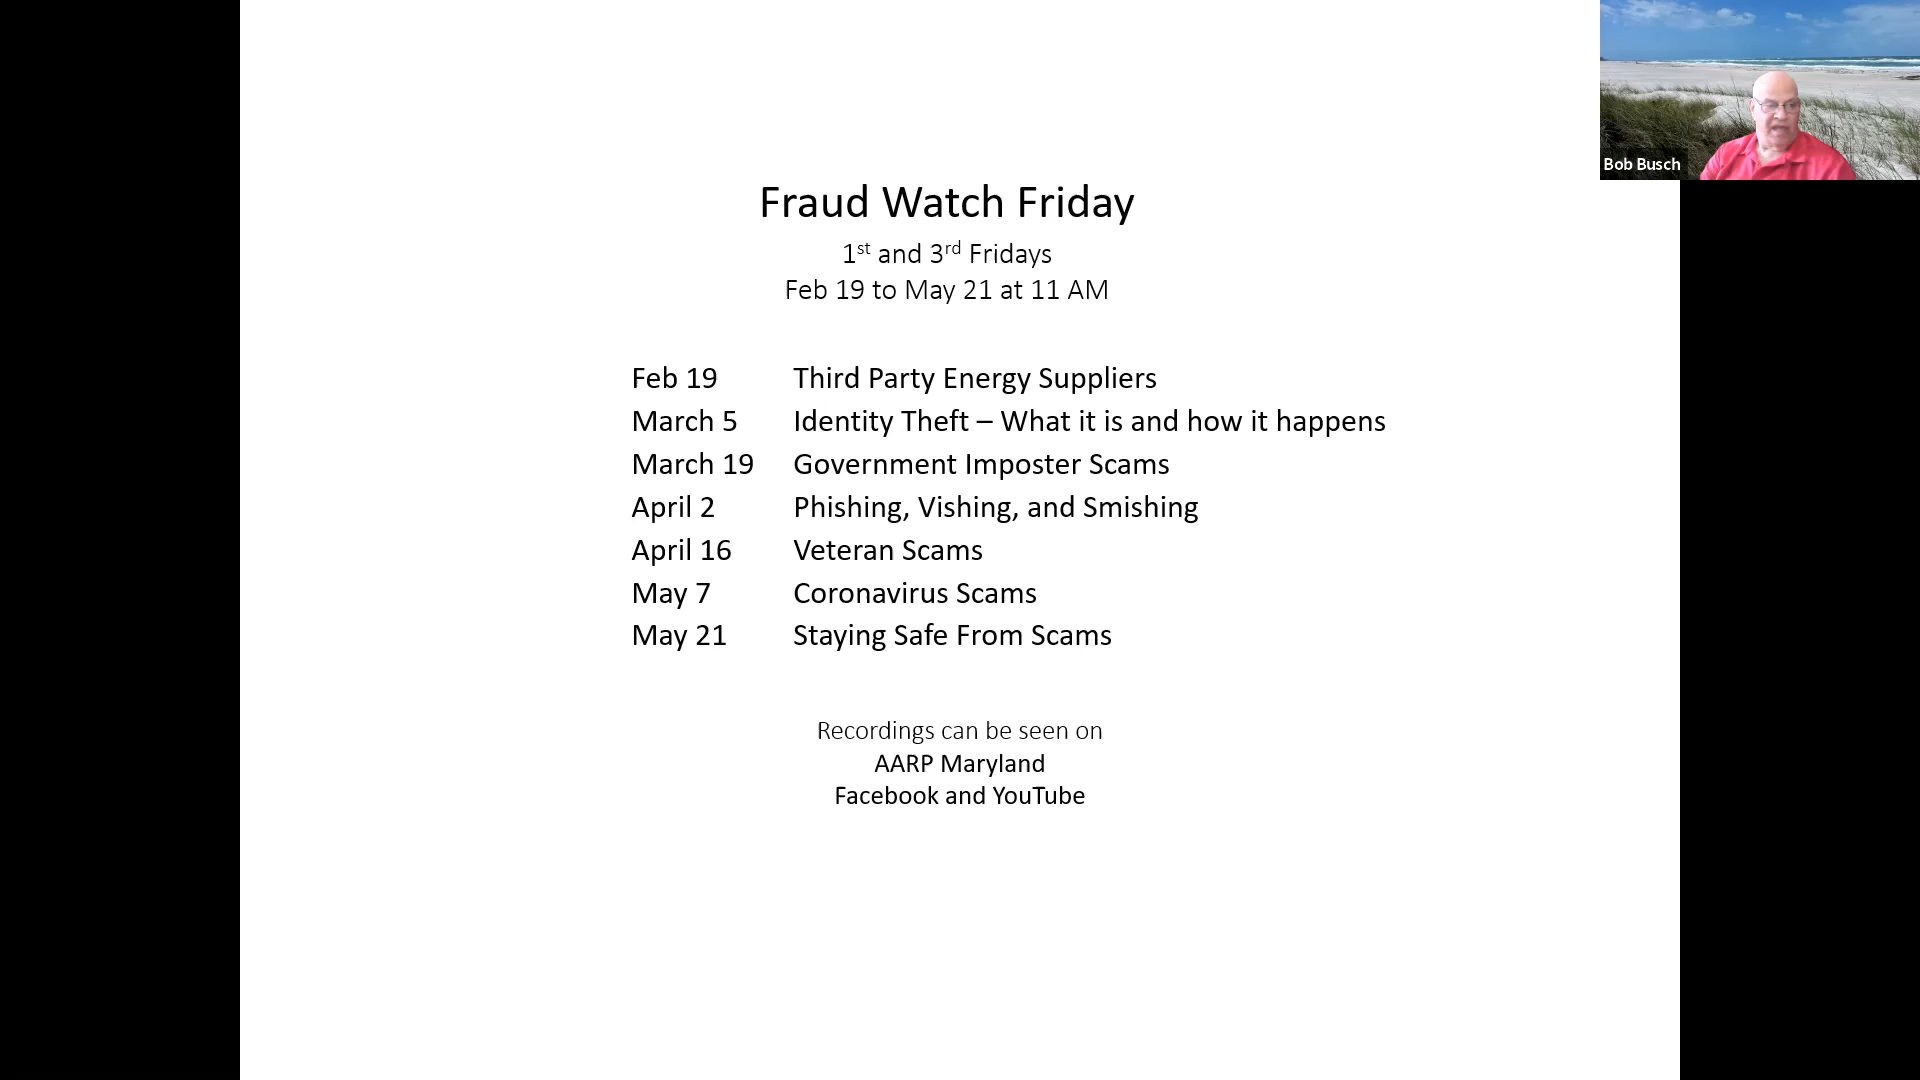 Bob Busch
Fraud Watch Friday
1st and 3rd Fridays
Feb 19 to May 21 at 11 AM
Feb 19 Third Party Energy Suppliers
March 5 Identity Theft – What it is and how it happens
March 19 Government Imposter Scams
April 2 Phishing, Vishing, and Smishing
April 16 Veteran Scams
May 7 Coronavirus Scams
May 21 Staying Safe From Scams
Recordings can be seen on
AARP Maryland
Facebook and YouTube